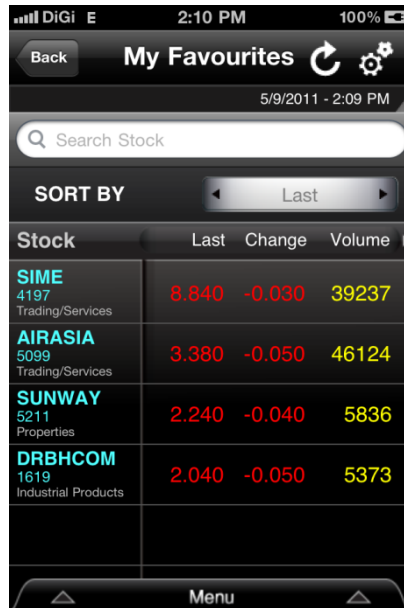 DiGi E 2:10 PM 100%
Back My Favourites
5/9/2011 - 2:09 PM
Search Stock
SORT BY Last
Stock Last Change Volume
SIME
4197 8.840 -0.030 39237
Trading/Services
AIRASIA
5099 3.380 -0.050 46124
Trading/Services
SUNWAY
5211 2.240 -0.040 5836
Properties
DRBHCOM
1619 2.040 -0.050 5373
Industrial Products
Menu